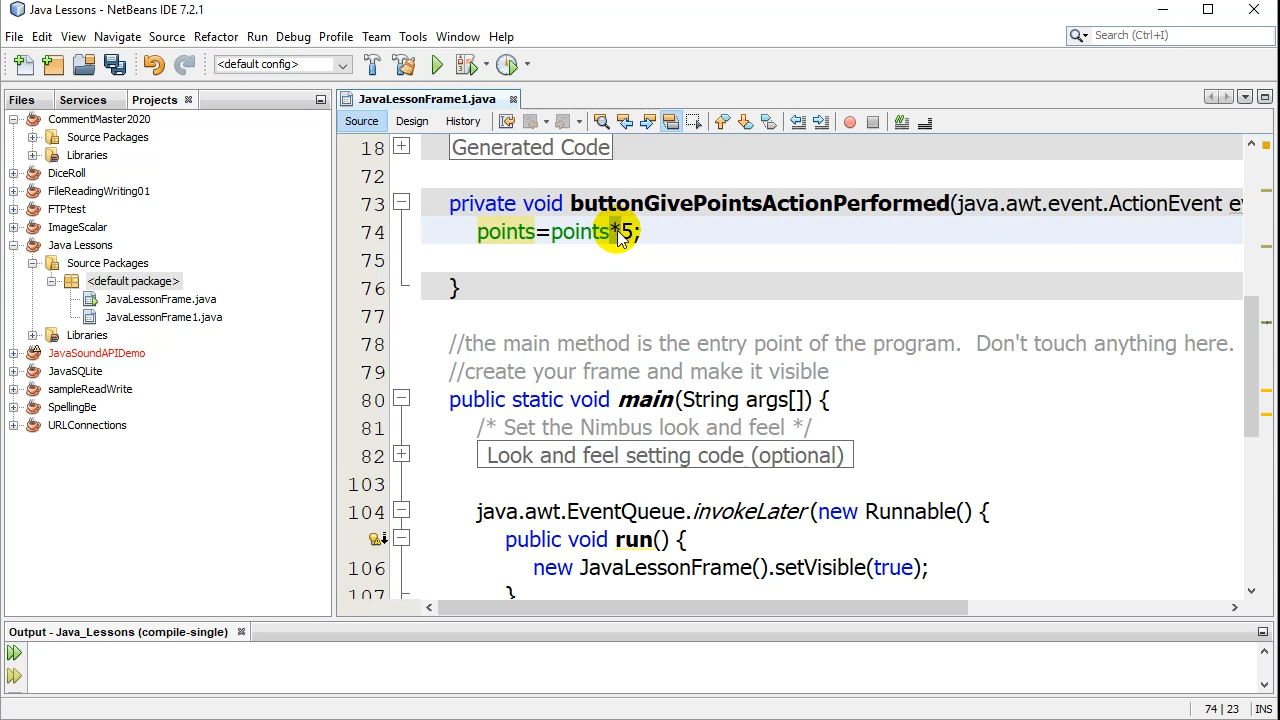 Java Lessons - NetBeans IDE 7.2.1
File Edit View Navigate Source Refactor Run Debug Profile Team Tools Window Help
Search (Ctrl+I)
<default config>
Files Services Projects
JavaLessonFrame1.java
Source Design History
CommentMaster2020
Source Packages
Libraries
DiceRoll
FileReadingWriting01
FTPtest
ImageScalar
Java Lessons
Source Packages
<default package>
JavaLessonFrame.java
JavaLessonFrame1.java
Libraries
JavaSoundAPIDemo
JavaSQLite
sampleReadWrite
SpellingBe
URLConnections
18 Generated Code
72
73 private void buttonGivePointsActionPerformed(java.awt.event.ActionEvent e
74 points=points*5;
75
76 }
77
78 //the main method is the entry point of the program. Don't touch anything here.
79 //create your frame and make it visible
80 public static void main(String args[]) {
81 /* Set the Nimbus look and feel */
82 Look and feel setting code (optional)
103
104 java.awt.EventQueue.invokeLater(new Runnable() {
public void run() {
106 new JavaLessonFrame().setVisible(true);
107 }
Output - Java_Lessons (compile-single)
74 | 23 INS